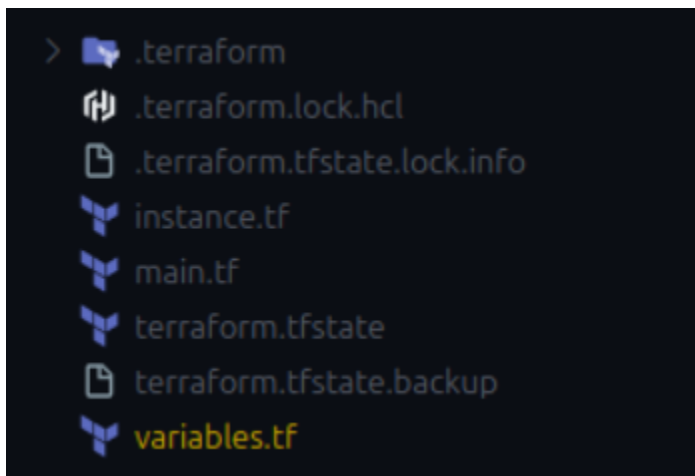 .terraform
.terraform.lock.hcl
.terraform.tfstate.lock.info
instance.tf
main.tf
terraform.tfstate
terraform.tfstate.backup
variables.tf